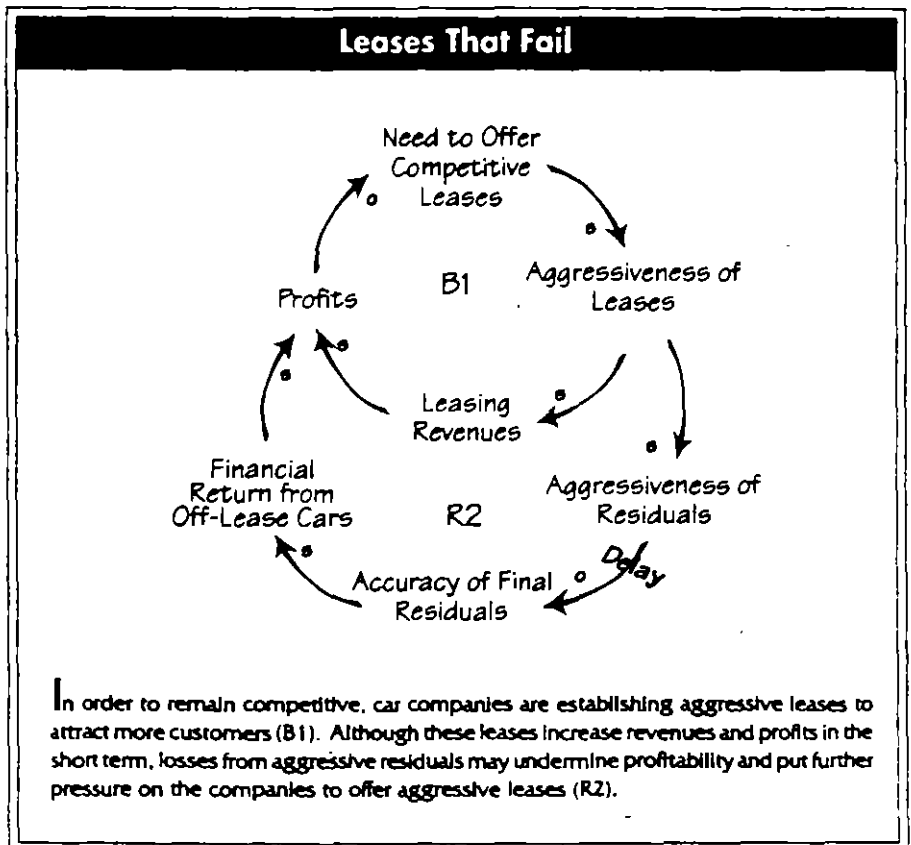 Leases That Fail
Need to Offer
Competitive
Leases
o
s
Profits
B1
Aggressiveness of
Leases
s
s
s
Leasing
Revenues
s
s
Financial
Return from
Off-Lease Cars
R2
Aggressiveness of
Residuals
s
Delay
o
Accuracy of Final
Residuals
In order to remain competitive, car companies are establishing aggressive leases to
attract more customers (B1). Although these leases increase revenues and profits in the
short term, losses from aggressive residuals may undermine profitability and put further
pressure on the companies to offer aggressive leases (R2).